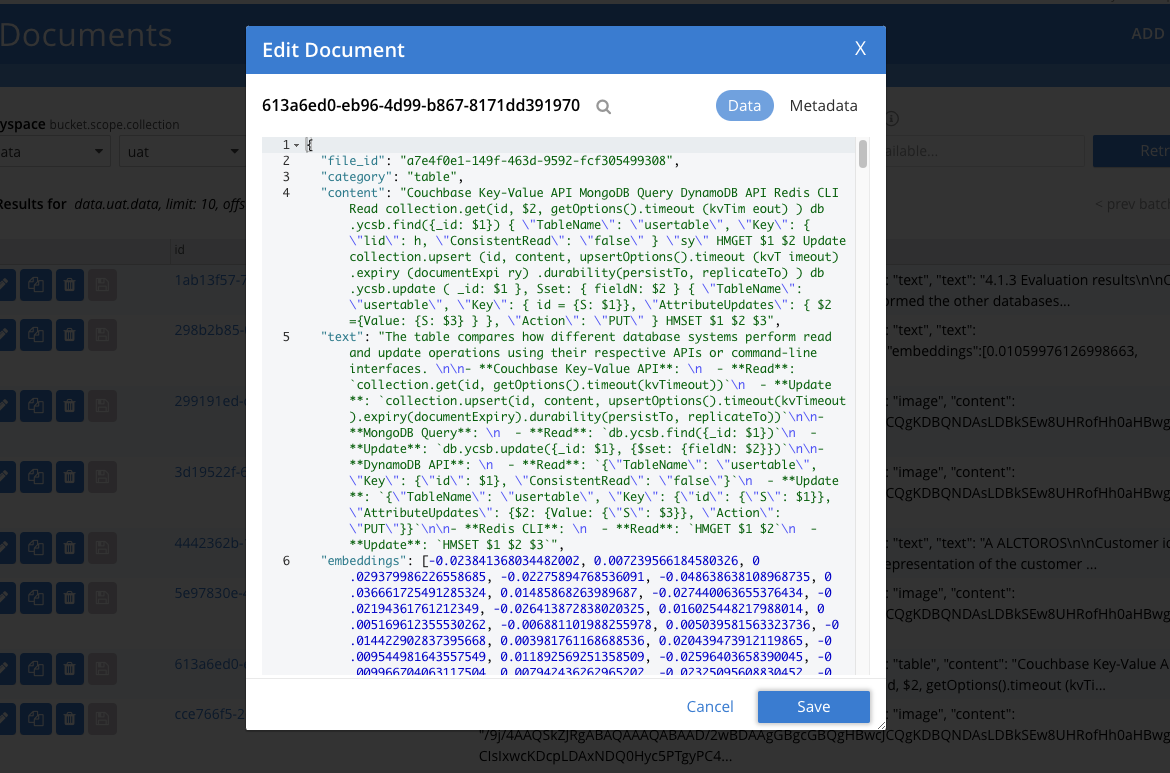 Documents
ADD
Edit Document
X
613a6ed0-eb96-4d99-b867-8171dd391970
Data
Metadata
yspace bucket.scope.collection
ata
uat
ailable...
Retr
Results for data.uat.data, limit: 10, offs
< prev batch
id
1ab13f57-7
298b2b85-
299191ed-
3d19522f-6
4442362b-
5e97830e-
613a6ed0-
cce766f5-2
1 {
2 "file_id": "a7e4f0e1-149f-463d-9592-fcf305499308",
3 "category": "table",
4 "content": "Couchbase Key-Value API MongoDB Query DynamoDB API Redis CLI
Read collection.get(id, $2, getOptions().timeout (kvTim eout) ) db
.ycsb.find({_id: $1}) { \"TableName\": \"usertable\", \"Key\": {
\"lid\": h, \"ConsistentRead\": \"false\" } \"sy\" HMGET $1 $2 Update
collection.upsert (id, content, upsertOptions().timeout (kvT imeout)
.expiry (documentExpi ry) .durability(persistTo, replicateTo) ) db
.ycsb.update ( _id: $1 }, Sset: { fieldN: $2 } { \"TableName\":
\"usertable\", \"Key\": { id = {S: $1}}, \"AttributeUpdates\": { $2
={Value: {S: $3} } }, \"Action\": \"PUT\" } HMSET $1 $2 $3",
5 "text": "The table compares how different database systems perform read
and update operations using their respective APIs or command-line
interfaces. \n\n- **Couchbase Key-Value API**: \n  - **Read**:
`collection.get(id, getOptions().timeout(kvTimeout))`\n  - **Update
**: `collection.upsert(id, content, upsertOptions().timeout(kvTimeout
).expiry(documentExpiry).durability(persistTo, replicateTo))`\n\n-
**MongoDB Query**: \n  - **Read**: `db.ycsb.find({_id: $1})`\n  -
**Update**: `db.ycsb.update({_id: $1}, {$set: {fieldN: $2}})`\n\n-
**DynamoDB API**: \n  - **Read**: `{\"TableName\": \"usertable\",
\"Key\": {\"id\": $1}, \"ConsistentRead\": \"false\"}`\n  - **Update
**: `{\"TableName\": \"usertable\", \"Key\": {\"id\": {\"S\": $1}},
\"AttributeUpdates\": {$2: {Value: {\"S\": $3}}, \"Action\":
\"PUT\"}}`\n\n- **Redis CLI**: \n  - **Read**: `HMGET $1 $2`\n  -
**Update**: `HMSET $1 $2 $3`",
6 "embeddings": [-0.023841368034482002, 0.007239566184580326, 0
.029379986226558685, -0.02275894768536091, -0.048638638108968735, 0
.036661725491285324, 0.01485868263989687, -0.027440063655376434, -0
.02194361761212349, -0.026413872838020325, 0.016025448217988014, 0
.005169612355530262, -0.006881101988255978, 0.005039581563323736, -0
.014422902837395668, 0.003981761168688536, 0.020439473912119865, -0
.009544981643557549, 0.011892569251358509, -0.02596403658390045, -0
.009966704063117504, 0.007942436262965202, -0.02325095608830452, -0
: "text", "text": "4.1.3 Evaluation results\n\nC
rmed the other databases...
: "text", "text":
"embeddings":[0.01059976126998663,
: "image", "content":
CQgKDBQNDAsLDBkSEw8UHRofHh0aHBwg
: "image", "content":
CQgKDBQNDAsLDBkSEw8UHRofHh0aHBwg
: "text", "text": "A ALCTOROS\n\nCustomer id
epresentation of the customer ...
: "image", "content":
CQgKDBQNDAsLDBkSEw8UHRofHh0aHBwg
: "table", "content": "Couchbase Key-Value A
d, $2, getOptions().timeout (kvTi...
: "image", "content":
"/9j/4AAQSkZJRgABAQAAAQABAAD/2wBDAAgGBgcGBQgHBwcJCQgKDBQNDAsLDBkSEw8UHRofHh0aHBwg
CIsIxwcKDcpLDAxNDQ0Hyc5PTgyPC4...
Cancel
Save